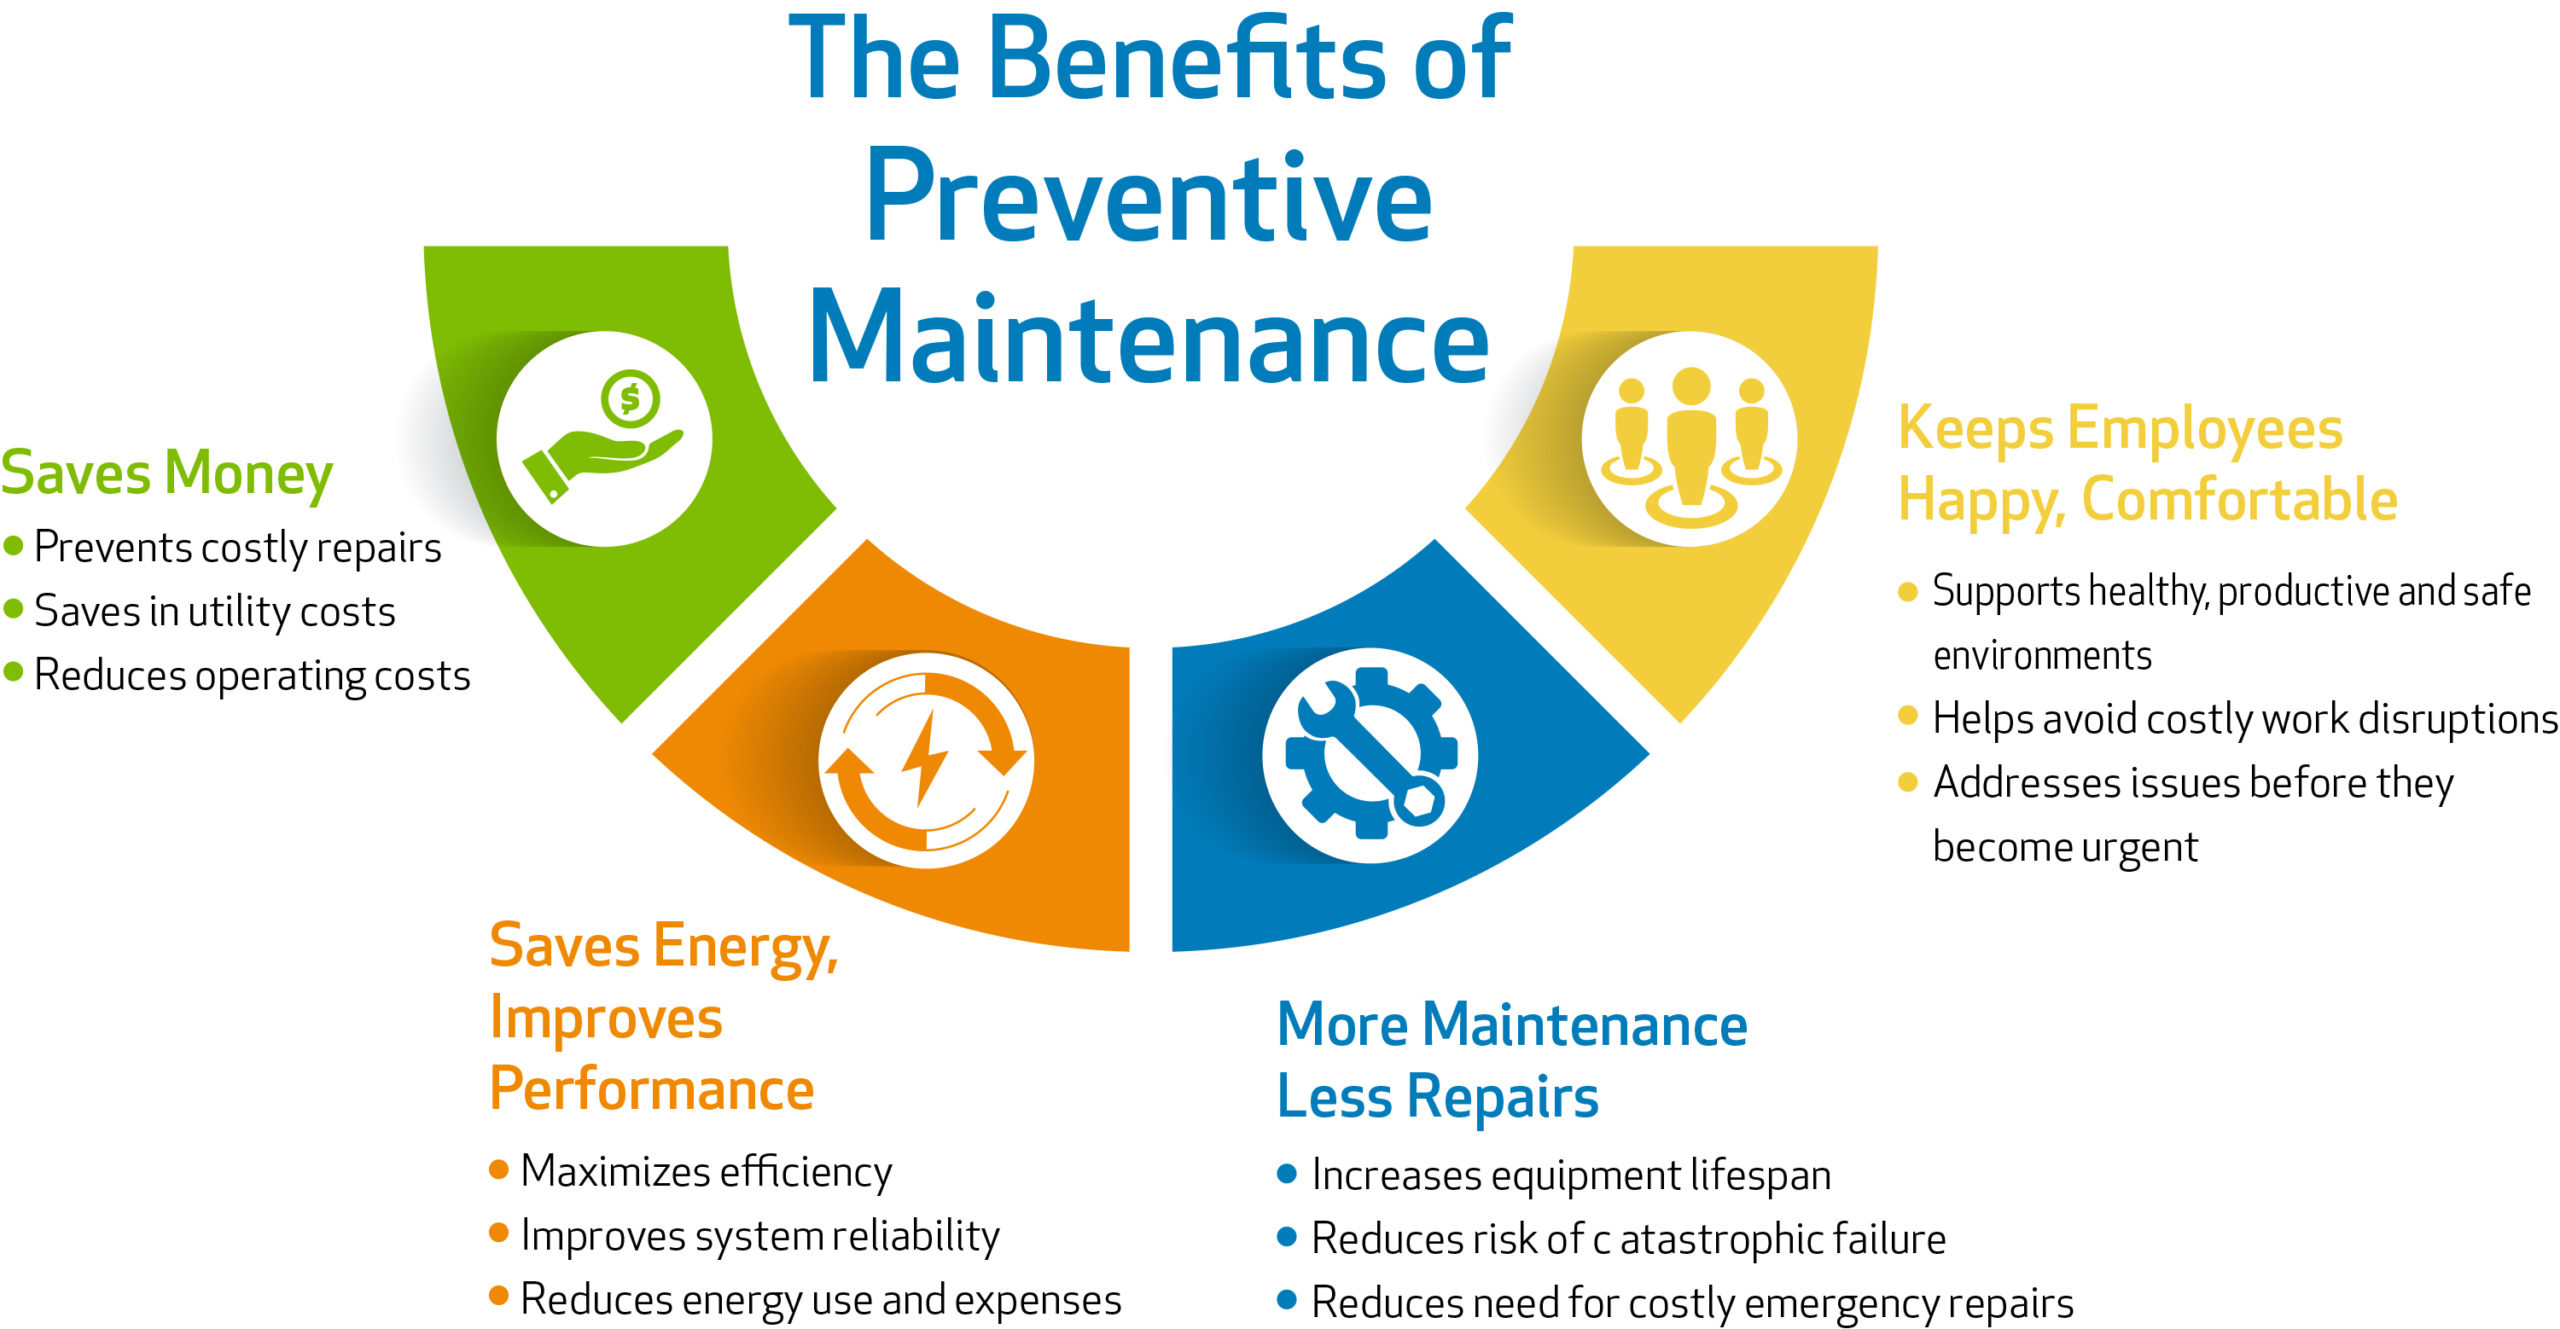 The Benefits of
Preventive
Maintenance
$
Saves Money
Prevents costly repairs
Saves in utility costs
Reduces operating costs
Saves Energy,
Improves
Performance
Maximizes efficiency
Improves system reliability
Reduces energy use and expenses
More Maintenance
Less Repairs
Increases equipment lifespan
Reduces risk of c atastrophic failure
Reduces need for costly emergency repairs
Keeps Employees
Happy, Comfortable
Supports healthy, productive and safe
environments
Helps avoid costly work disruptions
Addresses issues before they
become urgent